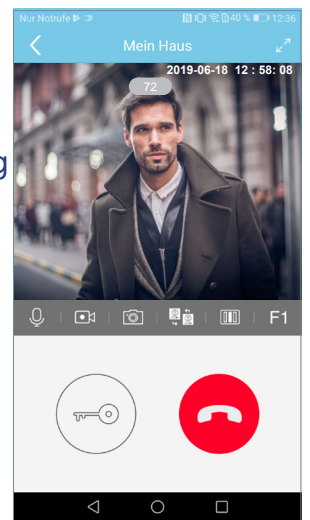 Nur Notrufe 40 % 12:36
Mein Haus
2019-06-18 12 : 58: 08
72
g
F1